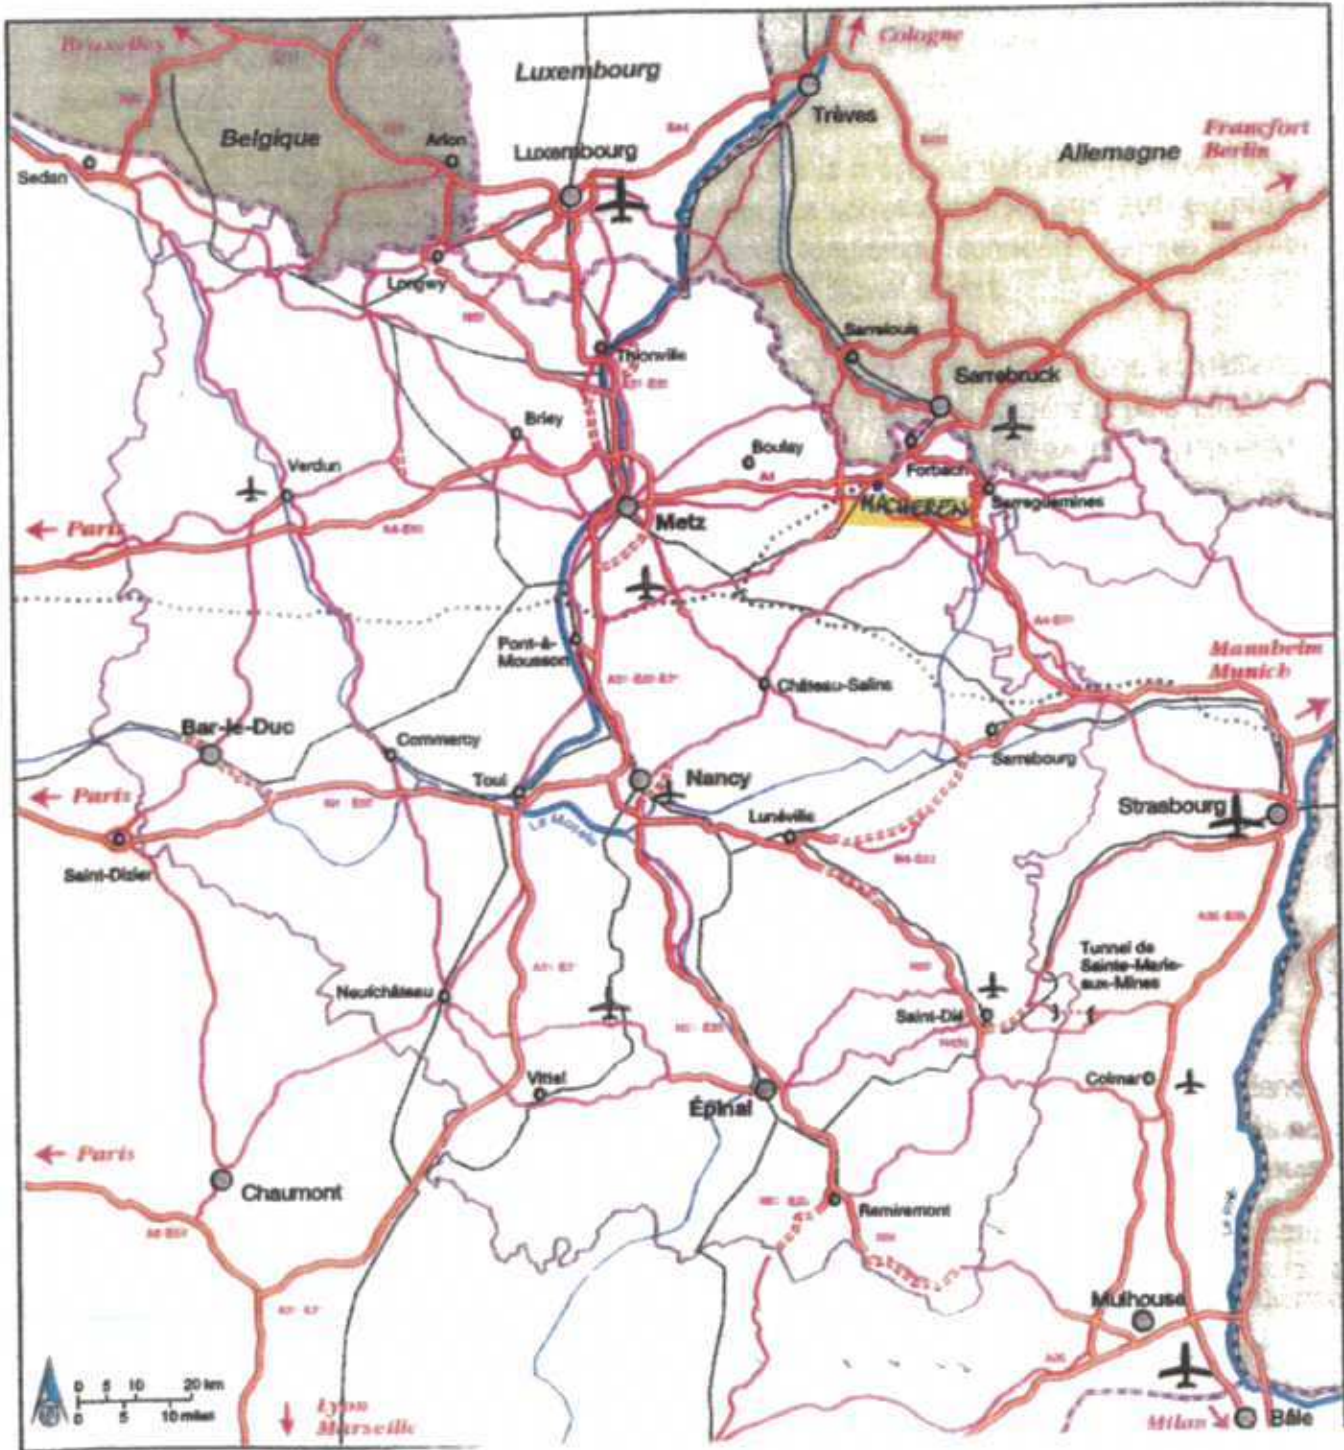 Bruxelles
Cologne
Luxembourg
Trèves
Francfort
Berlin
Belgique
Arlon
Luxembourg
Allemagne
Sedan
Longwy
Thionville
Sarrelouis
Sarrebruck
Briey
Boulay
Forbach
Verdun
A4
MACHEREN
Sarreguemines
Paris
Metz
Pont-à-
Mousson
Château-Salins
Mannheim
Munich
Bar-le-Duc
Commercy
Toul
Nancy
Sarrebourg
Paris
Lunéville
Strasbourg
La Moselle
Saint-Dizier
Tunnel de
Sainte-Marie-
aux-Mines
Neufchâteau
Saint-Dié
Vittel
Colmar
Épinal
Paris
Chaumont
Remiremont
Mulhouse
0 5 10 20 km
0 5 10 miles
Lyon
Marseille
Milan
Bâle